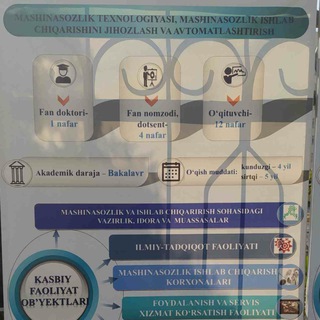 MASHINASOZLIK TEXNOLOGIYASI, MASHINASOZLIK ISHLAB
CHIQARISHINI JIHOZLASH VA AVTOMATLASHTIRISH
Fan doktori-
1 nafar
Fan nomzodi,
dotsent-
4 nafar
O‘qituvchi-
12 nafar
Akademik daraja - Bakalavr
O‘qish muddati: kunduzgi – 4 yil
sirtqi – 5 yil
MASHINASOZLIK VA ISHLAB CHIQARIRISH SOHASIDAGI
VAZIRLIK, IDORA VA MUASSASALAR
ILMIY-TADQIQOT FAOLIYATI
KASBIY
FAOLIYAT
OB’YEKTLARI
MASHINASOZLIK ISHLAB CHIQARISH
KORXONALARI
FOYDALANISH VA SERVIS
XIZMAT KO‘RSATISH FAOLIYATI